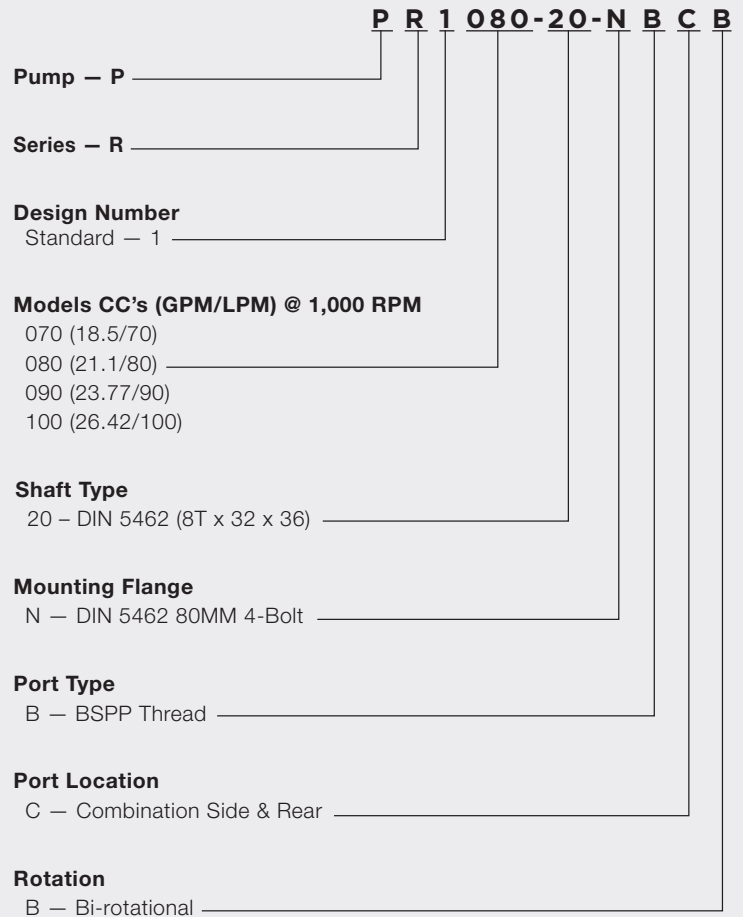 P R 1 080-20-N B C B
Pump — P
Series — R
Design Number
Standard — 1
Models CC's (GPM/LPM) @ 1,000 RPM
070 (18.5/70)
080 (21.1/80)
090 (23.77/90)
100 (26.42/100)
Shaft Type
20 – DIN 5462 (8T x 32 x 36)
Mounting Flange
N — DIN 5462 80MM 4-Bolt
Port Type
B — BSPP Thread
Port Location
C — Combination Side & Rear
Rotation
B — Bi-rotational